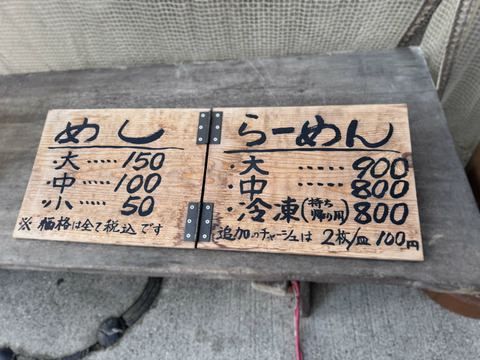 めし
・大 ・・・・・ 150
・中 ・・・・・ 100
・小 ・・・・・ 50
※ 価格は全て税込です
らーめん
・大 ・・・・・ 900
・中 ・・・・・ 800
・冷凍(持ち帰り用) 800
追加のチャーシューは 2枚/皿 100円